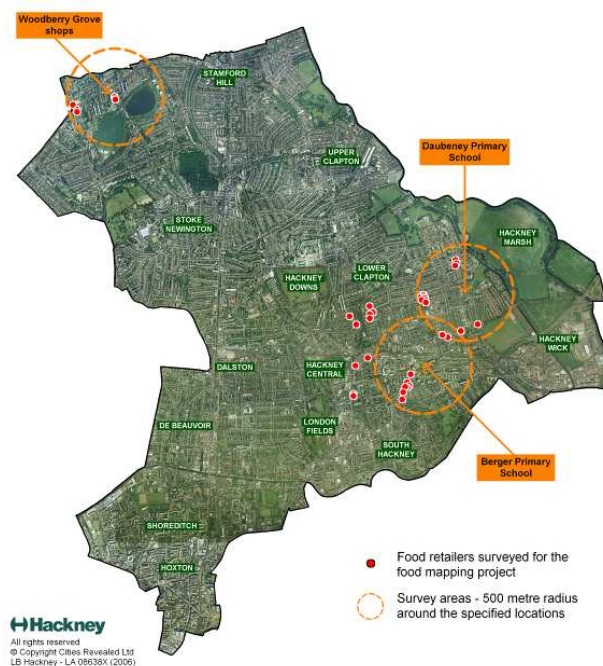 Woodberry Grove
shops
STAMFORD
HILL
Daubeney Primary
School
UPPER
CLAPTON
STOKE
NEWINGTON
HACKNEY
MARSH
HACKNEY
DOWNS
LOWER
CLAPTON
HACKNEY
WICK
DALSTON
HACKNEY
CENTRAL
DE BEAUVOIR
LONDON
FIELDS
SOUTH
HACKNEY
Berger Primary
School
SHOREDITCH
HOXTON
Food retailers surveyed for the
food mapping project
Survey areas - 500 metre radius
around the specified locations
Hackney
All rights reserved
© Copyright Cities Revealed Ltd
LB Hackney - LA 08638X (2006)